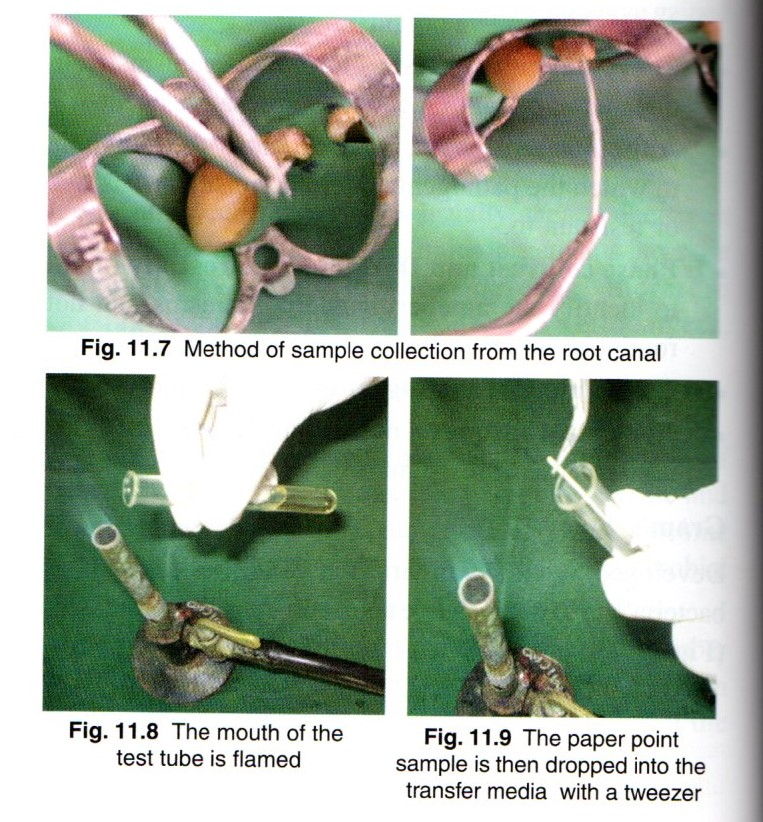 HYGENIC
Fig. 11.7 Method of sample collection from the root canal
Fig. 11.8 The mouth of the
test tube is flamed
Fig. 11.9 The paper point
sample is then dropped into the
transfer media with a tweezer